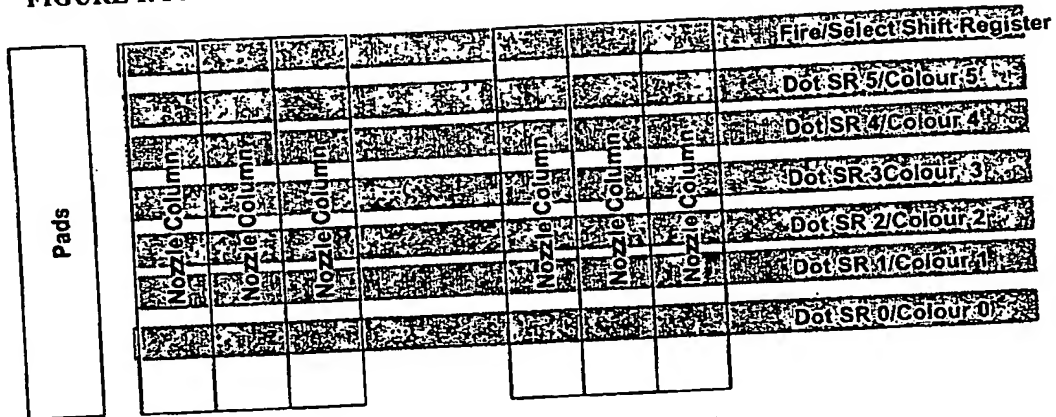 Fire/Select Shift Register
Dot SR 5/Colour 5
Dot SR 4/Colour 4
Dot SR 3Colour 3
Dot SR 2/Colour 2
Dot SR 1/Colour 1
Dot SR 0/Colour 0
Pads
Nozzle Column
Nozzle Column
Nozzle Column
Nozzle Column
Nozzle Column
Nozzle Column